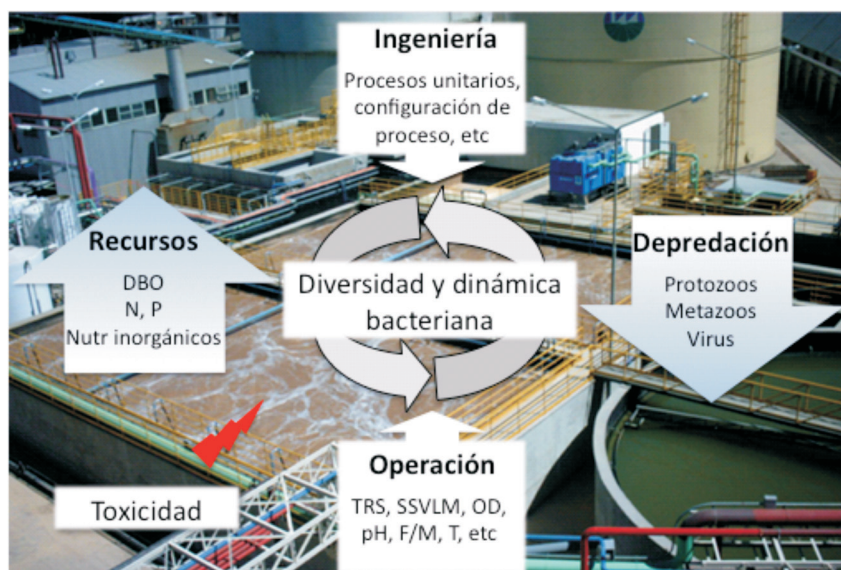 Ingeniería
Procesos unitarios,
configuración de
proceso, etc
Recursos
DBO
N, P
Nutr inorgánicos
Diversidad y dinámica
bacteriana
Depredación
Protozoos
Metazoos
Virus
Toxicidad
Operación
TRS, SSVLM, OD,
pH, F/M, T, etc